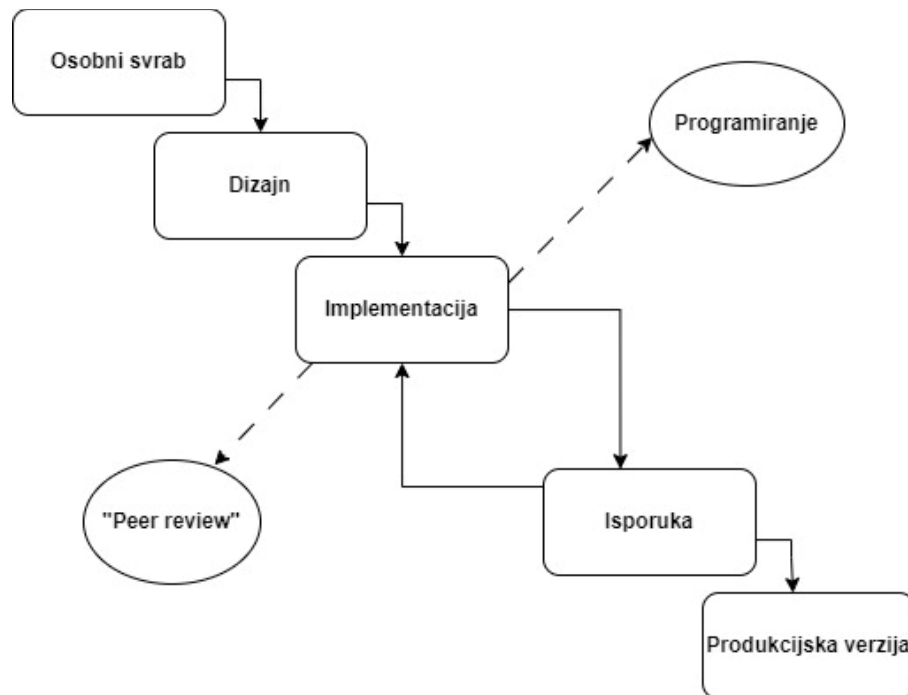 Osobni svrab
Programiranje
Dizajn
Implementacija
"Peer review"
Isporuka
Produkcijska verzija